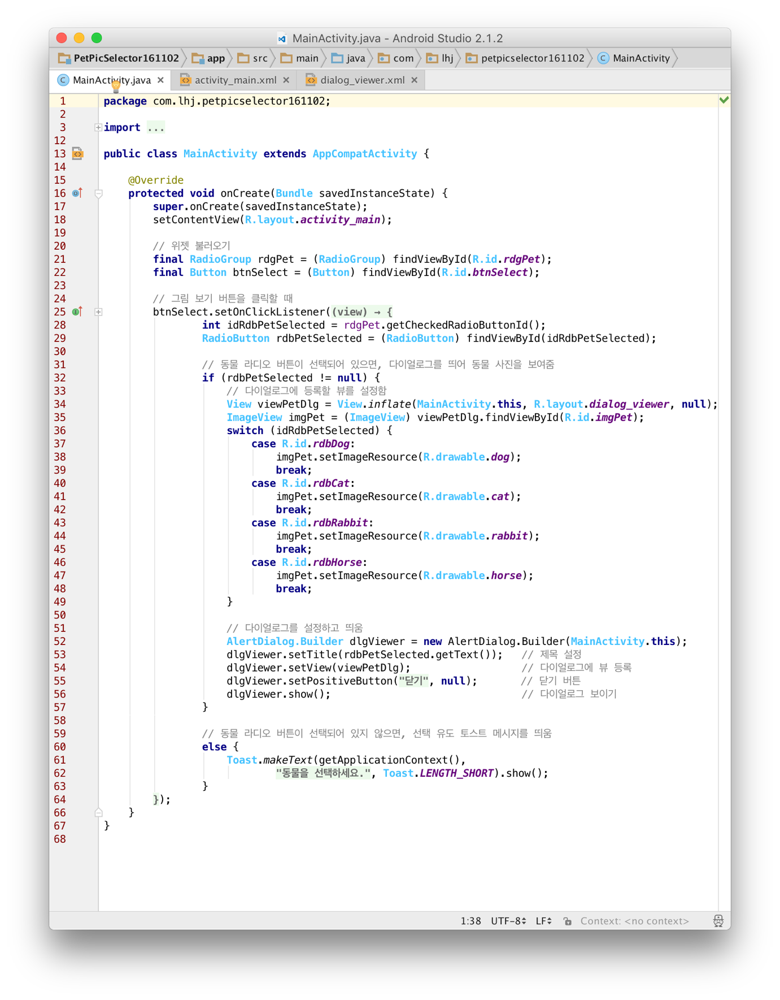 MainActivity.java - Android Studio 2.1.2
PetPicSelector161102 app src main java com lhj petpicselector161102 MainActivity
MainActivity.java activity_main.xml dialog_viewer.xml
1 package com.lhj.petpicselector161102;
2
3 import ...
12
13 public class MainActivity extends AppCompatActivity {
14
15 @Override
16 protected void onCreate(Bundle savedInstanceState) {
17 super.onCreate(savedInstanceState);
18 setContentView(R.layout.activity_main);
19
20 // 위젯 불러오기
21 final RadioGroup rdgPet = (RadioGroup) findViewById(R.id.rdgPet);
22 final Button btnSelect = (Button) findViewById(R.id.btnSelect);
23
24 // 그림 보기 버튼을 클릭할 때
25 btnSelect.setOnClickListener((view) → {
28 int idRdbPetSelected = rdgPet.getCheckedRadioButtonId();
29 RadioButton rdbPetSelected = (RadioButton) findViewById(idRdbPetSelected);
30
31 // 동물 라디오 버튼이 선택되어 있으면, 다이얼로그를 띄어 동물 사진을 보여줌
32 if (rdbPetSelected != null) {
33 // 다이얼로그에 등록할 뷰를 설정함
34 View viewPetDlg = View.inflate(MainActivity.this, R.layout.dialog_viewer, null);
35 ImageView imgPet = (ImageView) viewPetDlg.findViewById(R.id.imgPet);
36 switch (idRdbPetSelected) {
37 case R.id.rdbDog:
38 imgPet.setImageResource(R.drawable.dog);
39 break;
40 case R.id.rdbCat:
41 imgPet.setImageResource(R.drawable.cat);
42 break;
43 case R.id.rdbRabbit:
44 imgPet.setImageResource(R.drawable.rabbit);
45 break;
46 case R.id.rdbHorse:
47 imgPet.setImageResource(R.drawable.horse);
48 break;
49 }
50
51 // 다이얼로그를 설정하고 띄움
52 AlertDialog.Builder dlgViewer = new AlertDialog.Builder(MainActivity.this);
53 dlgViewer.setTitle(rdbPetSelected.getText()); // 제목 설정
54 dlgViewer.setView(viewPetDlg); // 다이얼로그에 뷰 등록
55 dlgViewer.setPositiveButton("닫기", null); // 닫기 버튼
56 dlgViewer.show(); // 다이얼로그 보이기
57 }
58
59 // 동물 라디오 버튼이 선택되어 있지 않으면, 선택 유도 토스트 메시지를 띄움
60 else {
61 Toast.makeText(getApplicationContext(),
62 "동물을 선택하세요.", Toast.LENGTH_SHORT).show();
63 }
64 });
66 }
67 }
68
1:38 UTF-8 LF Context: <no context>